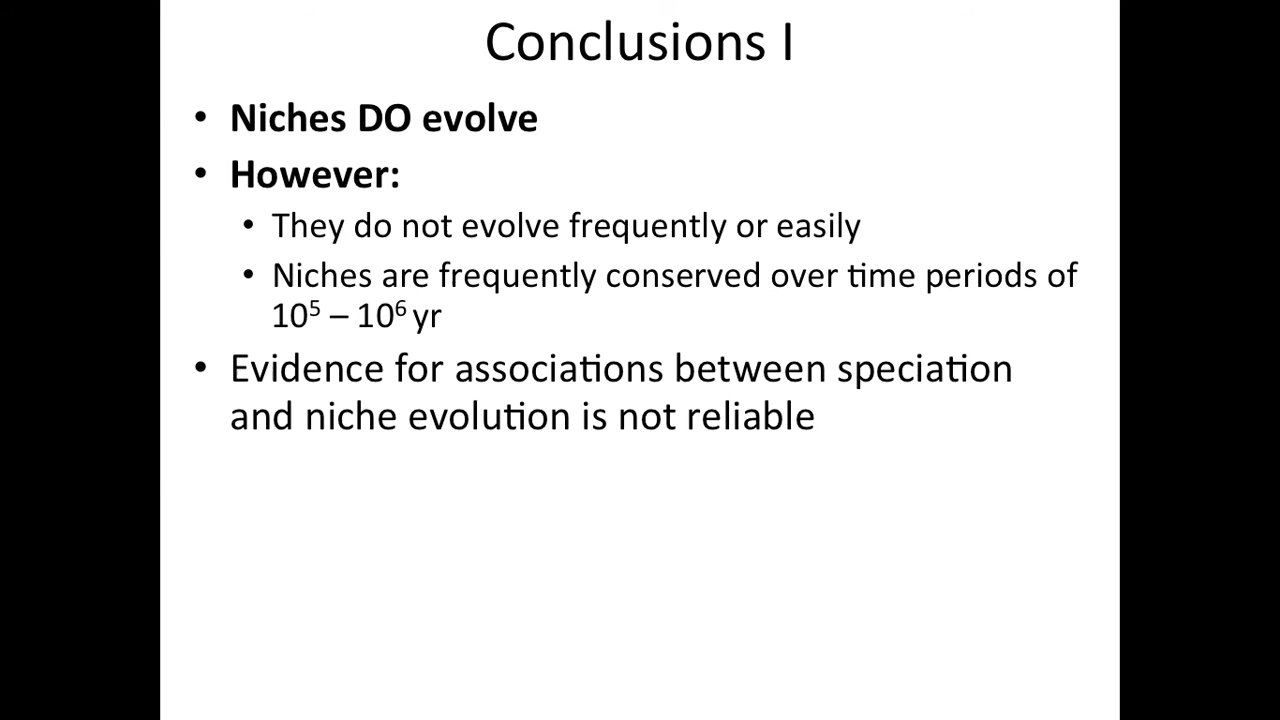 Conclusions I
• Niches DO evolve
• However:
• They do not evolve frequently or easily
• Niches are frequently conserved over time periods of
10⁵ – 10⁶ yr
• Evidence for associations between speciation
and niche evolution is not reliable